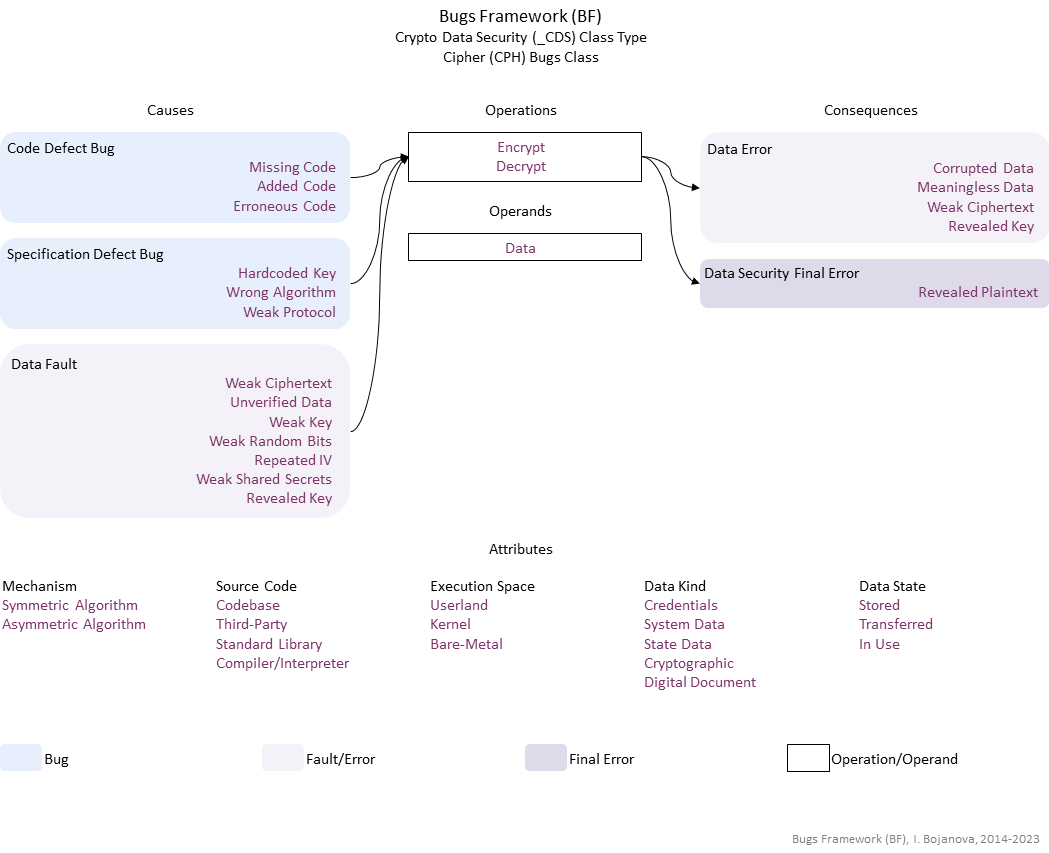 Bugs Framework (BF)
Crypto Data Security (_CDS) Class Type
Cipher (CPH) Bugs Class
Causes
Operations
Consequences
Code Defect Bug
Missing Code
Added Code
Erroneous Code
Specification Defect Bug
Hardcoded Key
Wrong Algorithm
Weak Protocol
Data Fault
Weak Ciphertext
Unverified Data
Weak Key
Weak Random Bits
Repeated IV
Weak Shared Secrets
Revealed Key
Encrypt
Decrypt
Operands
Data
Data Error
Corrupted Data
Meaningless Data
Weak Ciphertext
Revealed Key
Data Security Final Error
Revealed Plaintext
Attributes
Mechanism
Symmetric Algorithm
Asymmetric Algorithm
Source Code
Codebase
Third-Party
Standard Library
Compiler/Interpreter
Execution Space
Userland
Kernel
Bare-Metal
Data Kind
Credentials
System Data
State Data
Cryptographic
Digital Document
Data State
Stored
Transferred
In Use
Bug
Fault/Error
Final Error
Operation/Operand
Bugs Framework (BF), I. Bojanova, 2014-2023